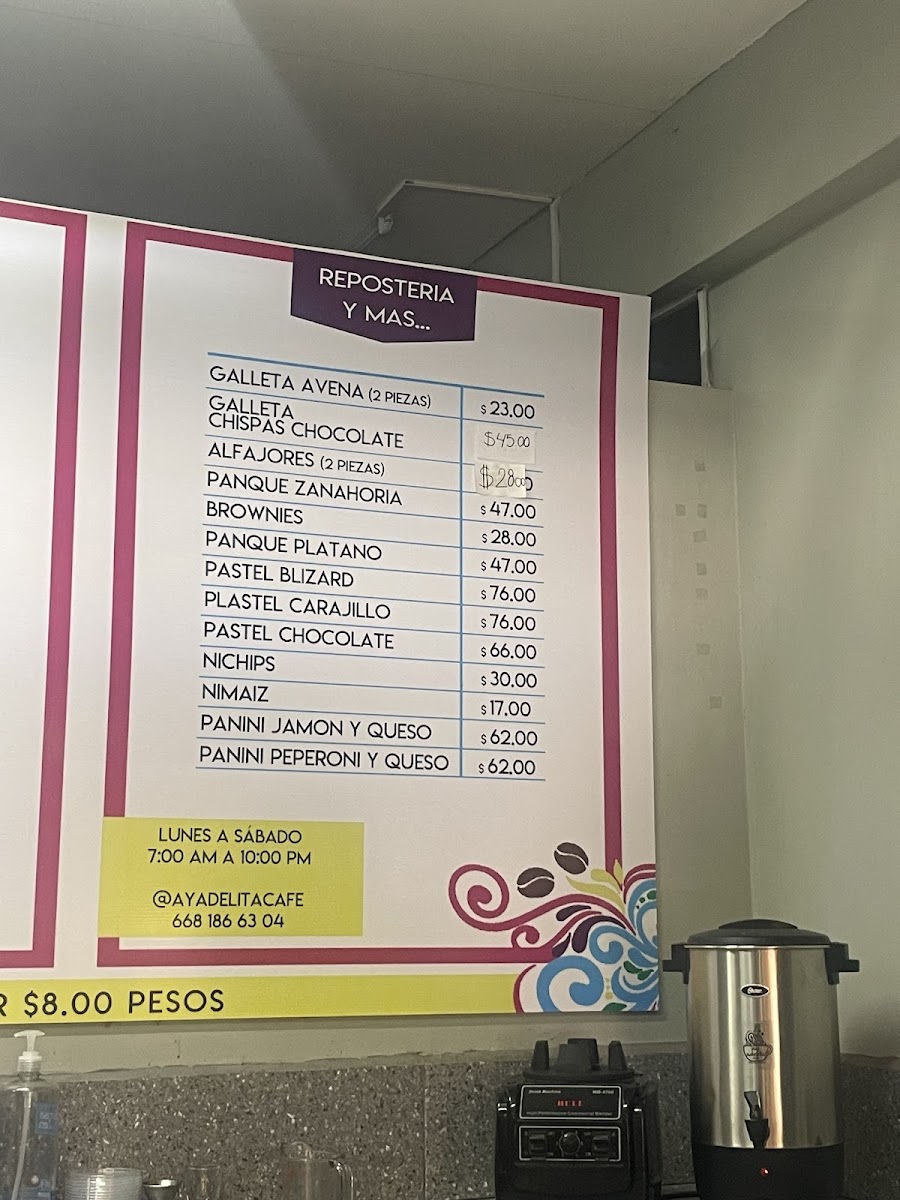 REPOSTERIA
Y MAS...
GALLETA AVENA (2 PIEZAS) $23.00
GALLETA
CHISPAS CHOCOLATE $45.00
ALFAJORES (2 PIEZAS) $28.00
PANQUE ZANAHORIA $47.00
BROWNIES $28.00
PANQUE PLATANO $47.00
PASTEL BLIZARD $76.00
PLASTEL CARAJILLO $76.00
PASTEL CHOCOLATE $66.00
NICHIPS $30.00
NIMAIZ $17.00
PANINI JAMON Y QUESO $62.00
PANINI PEPERONI Y QUESO $62.00
LUNES A SÁBADO
7:00 AM A 10:00 PM
@AYADELITACAFE
668 186 63 04
R $8.00 PESOS
Oster